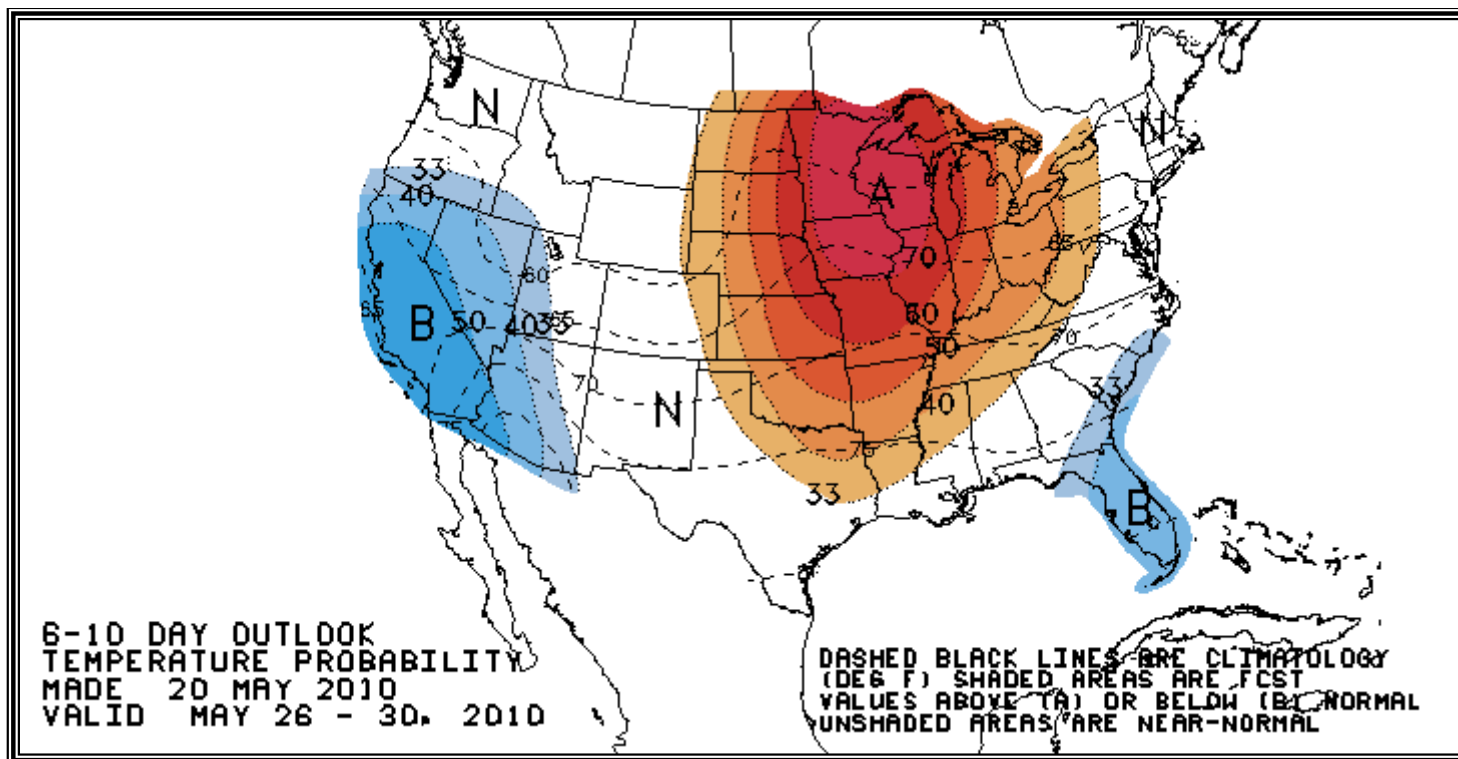 N
N
33
A
40
70
65
60
65
B
50
40
33
60
50
70
70
N
33
40
33
B
6-10 DAY OUTLOOK
TEMPERATURE PROBABILITY
MADE 20 MAY 2010
VALID MAY 26 - 30, 2010
DASHED BLACK LINES ARE CLIMATOLOGY
(DEG F) SHADED AREAS ARE FCST
VALUES ABOVE (A) OR BELOW (B) NORMAL
UNSHADED AREAS ARE NEAR-NORMAL